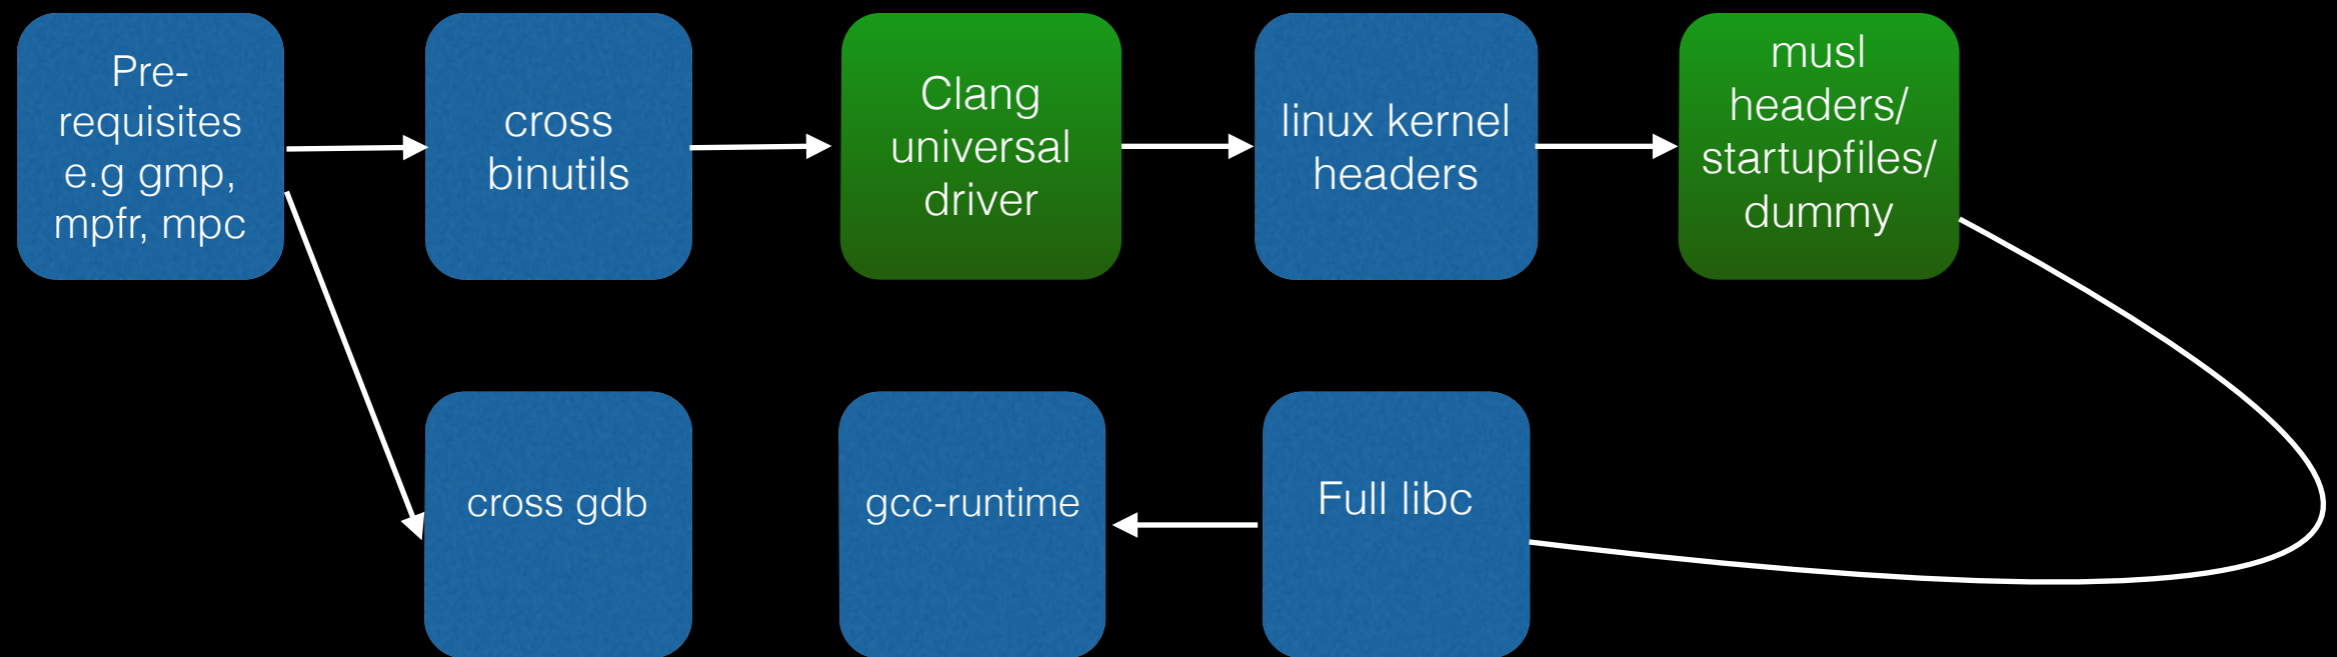 Pre-
requisites
e.g gmp,
mpfr, mpc
cross
binutils
Clang
universal
driver
linux kernel
headers
musl
headers/
startupfiles/
dummy
cross gdb
gcc-runtime
Full libc